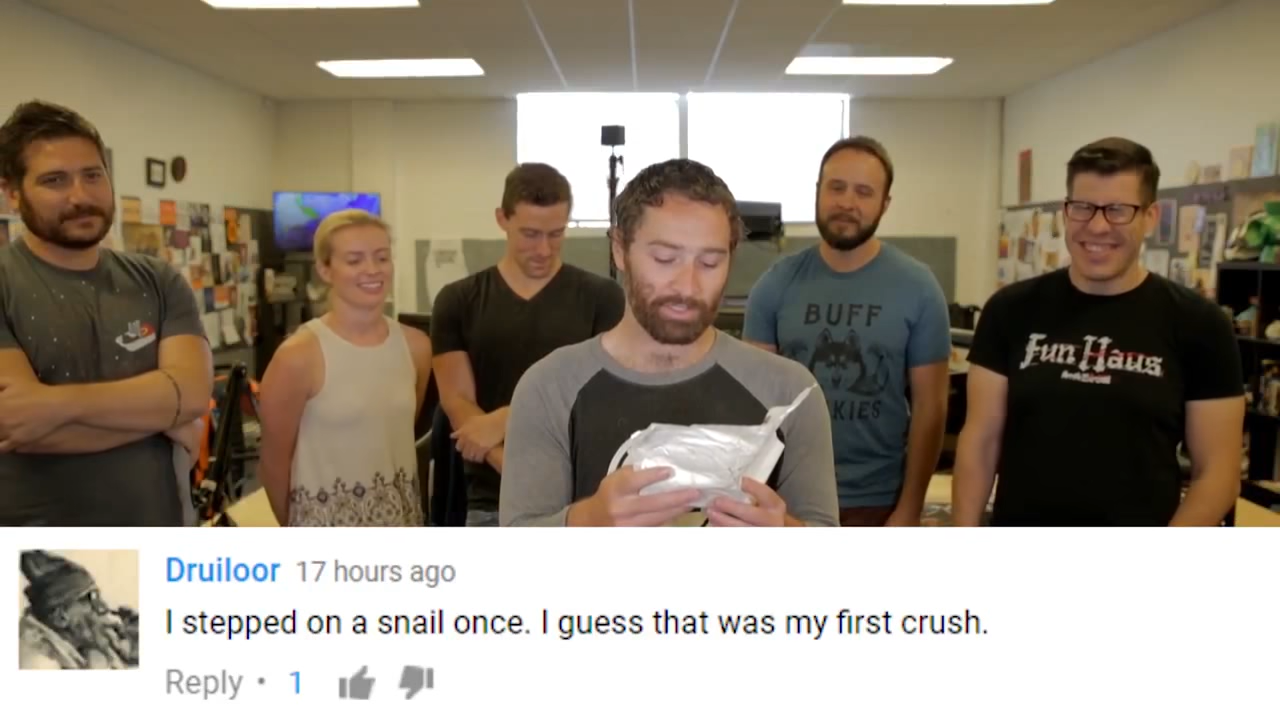 BUFF
KIES
Fun Haus
Druiloor 17 hours ago
I stepped on a snail once. I guess that was my first crush.
Reply • 1